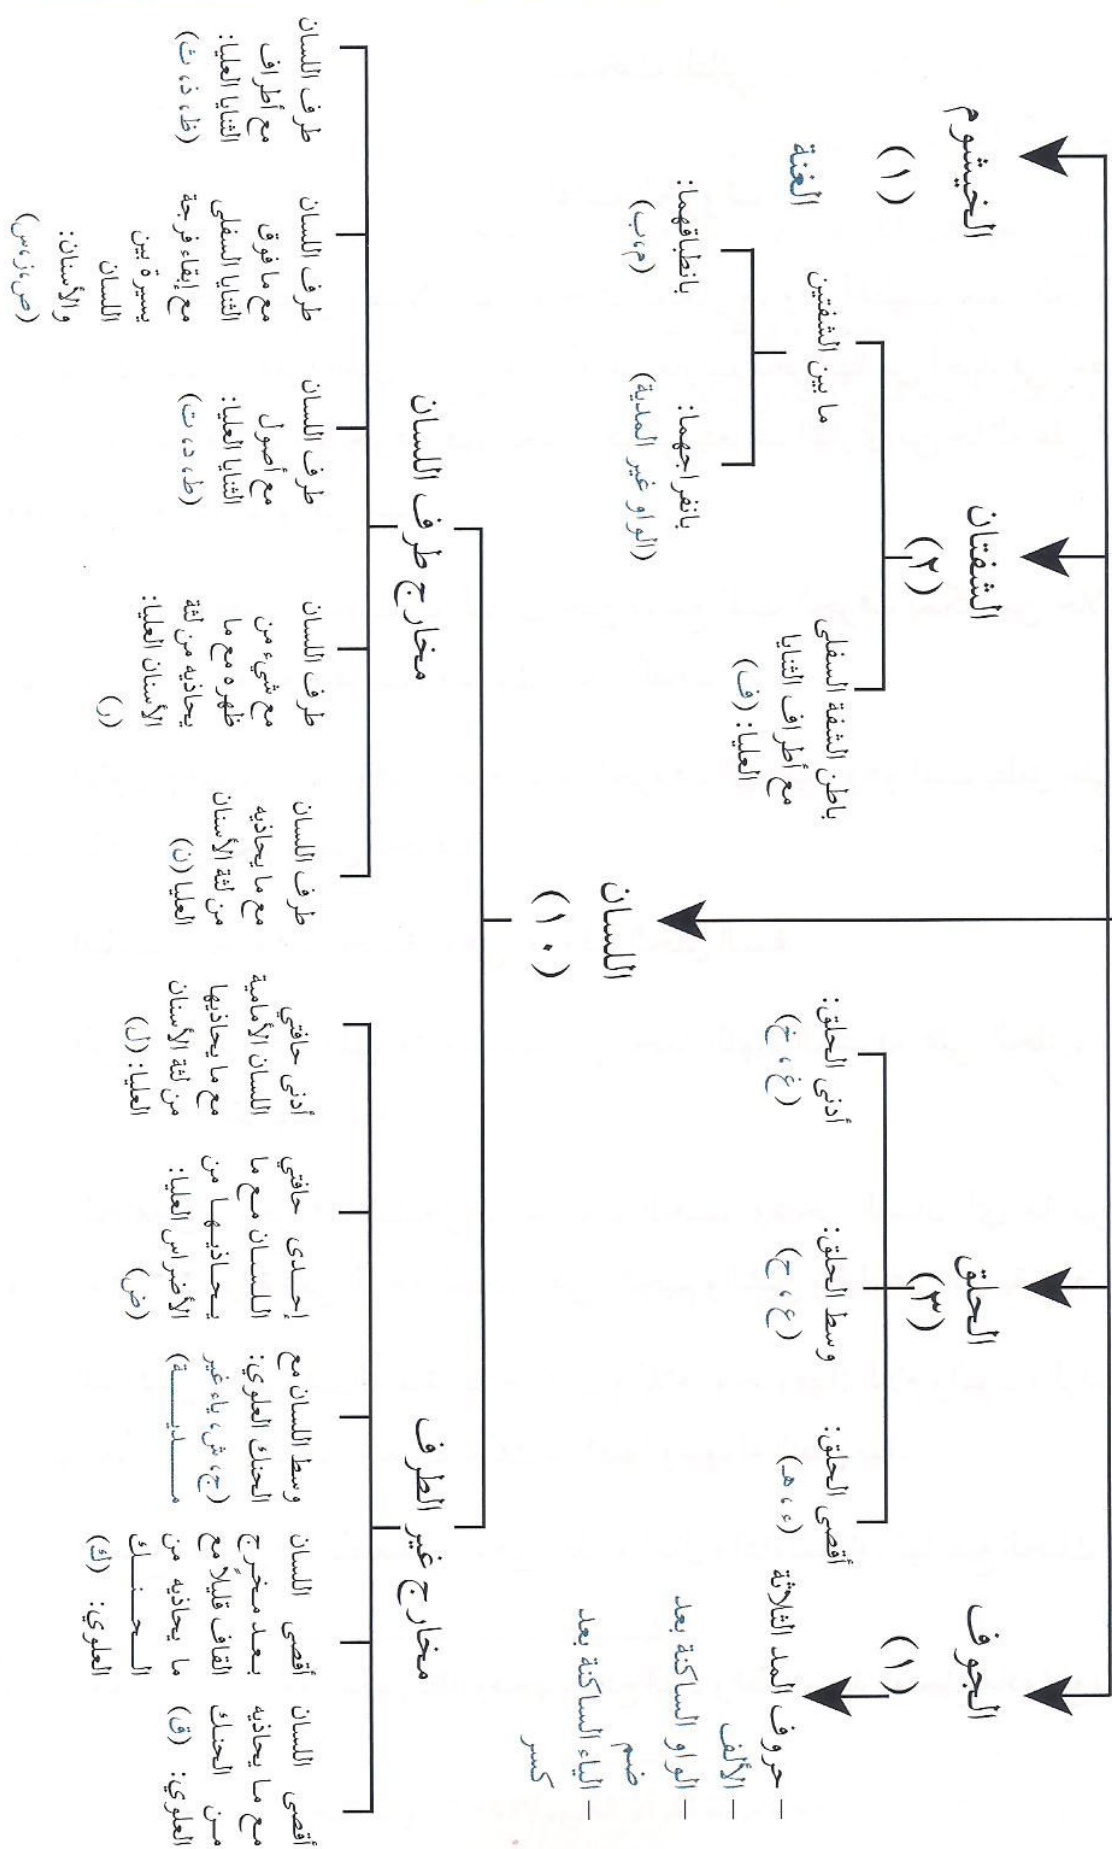 الجوف
(١)
– حروف المد الثلاثة
– الألف
– الواو الساكنة بعد
ضم
– الياء الساكنة بعد
كسر
الحلق
(٣)
أقصى الحلق:
(ء، هـ)
وسط الحلق:
(ع، ح)
أدنى الحلق:
(غ، خ)
اللسان
(١٠)
مخارج غير الطرف
أقصى اللسان
مع ما يحاذيه
من الحنك
العلوي: (ق)
أقصى اللسان
بعد مخرج
القاف قليلاً مع
ما يحاذيه من
الحنك
العلوي: (ك)
وسط اللسان مع
الحنك العلوي:
(ج، ش، ياء غير
مدية)
إحدى حافتي
اللسان مع ما
يحاذيها من
الأضراس العليا:
(ض)
أدنى حافتي
اللسان الأمامية
مع ما يحاذيها
من لثة الأسنان
العليا: (ل)
مخارج طرف اللسان
طرف اللسان
مع ما يحاذيه
من لثة الأسنان
العليا (ن)
طرف اللسان
مع شيء من
ظهره مع ما
يحاذيه من لثة
الأسنان العليا:
(ر)
طرف اللسان
مع أصول
الثنايا العليا:
(ط، د، ت)
طرف اللسان
مع ما فوق
الثنايا السفلى
مع إبقاء فرجة
يسيرة بين
اللسان
والأسنان:
(ص،ز،س)
طرف اللسان
مع أطراف
الثنايا العليا:
(ظ، ذ، ث)
الشفتان
(٢)
باطن الشفة السفلى
مع أطراف الثنايا
العليا: (ف)
ما بين الشفتين
بانفراجهما:
(الواو غير المدية)
بانطباقهما:
(م،ب)
الخيشوم
(١)
الغنة